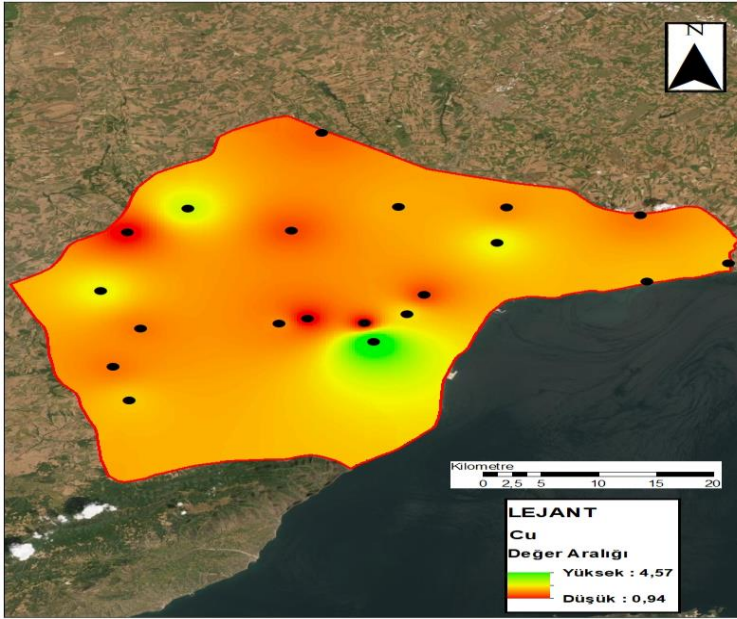 N
Kilometre
0 2,5 5 10 15 20
LEJANT
Cu
Değer Aralığı
Yüksek : 4,57
Düşük : 0,94